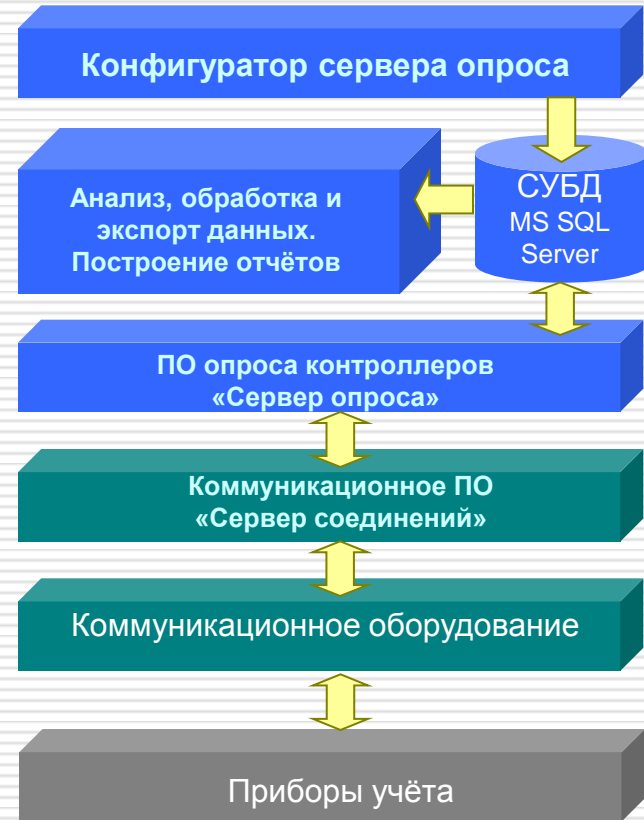 Конфигуратор сервера опроса
Анализ, обработка и
экспорт данных.
Построение отчётов
СУБД
MS SQL
Server
ПО опроса контроллеров
«Сервер опроса»
Коммуникационное ПО
«Сервер соединений»
Коммуникационное оборудование
Приборы учёта